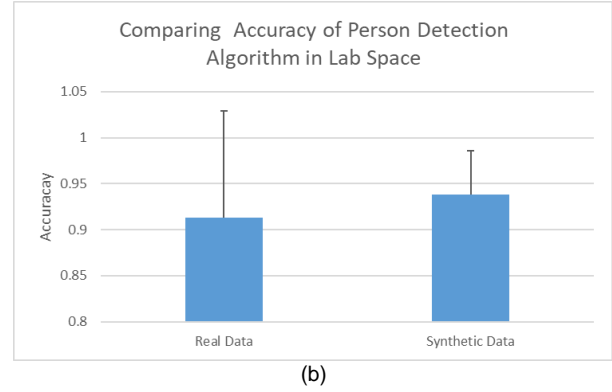 Comparing Accuracy of Person Detection
Algorithm in Lab Space
1.05
1
0.95
0.9
0.85
0.8
Accuracay
Real Data
Synthetic Data
(b)